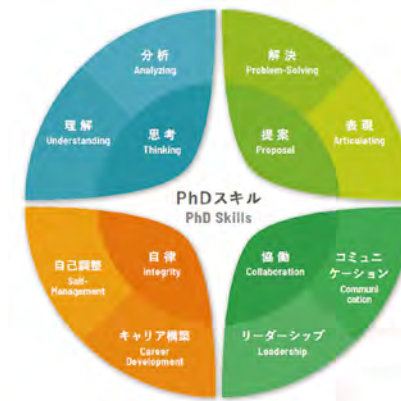 分析
Analyzing
理解
Understanding
思考
Thinking
解決
Problem-Solving
表現
Articulating
提案
Proposal
PhDスキル
PhD Skills
自己調整
Self-
Management
自律
Integrity
キャリア構築
Career
Development
協働
Collaboration
コミュニ
ケーション
Communi
cation
リーダーシップ
Leadership